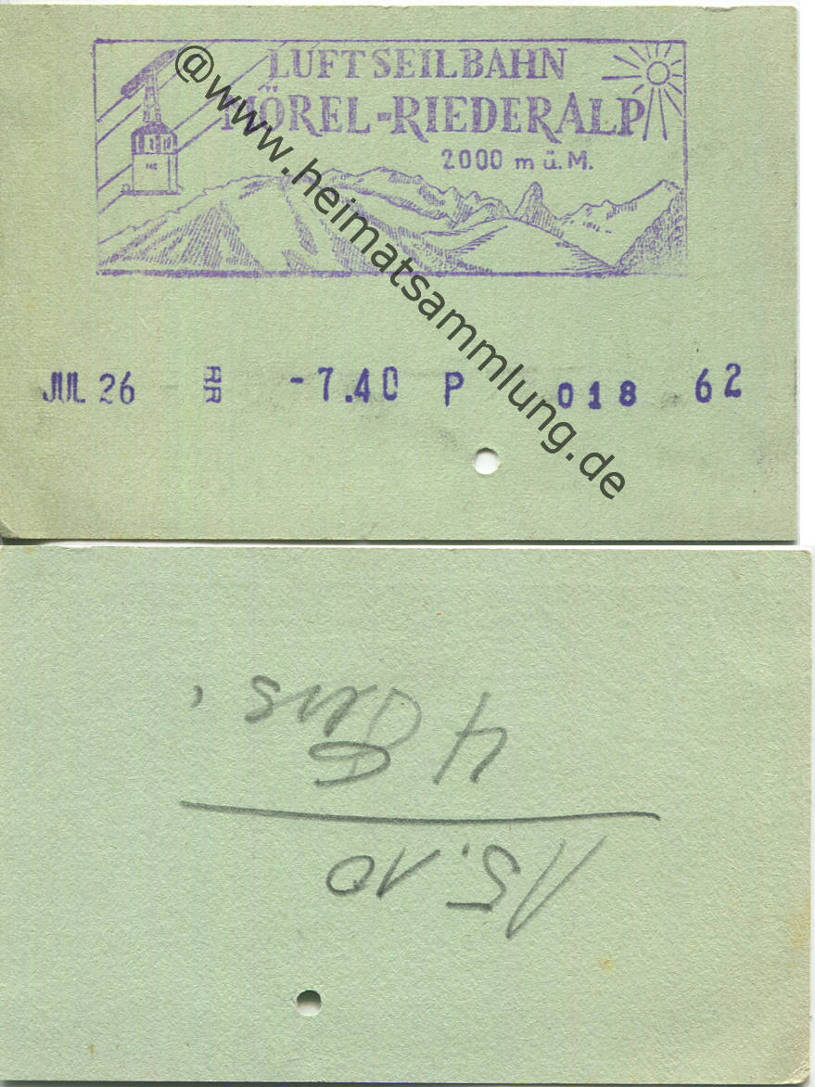 LUFTSEILBAHN
MÖREL-RIEDERALP
2000 m ü.M.
@www.heimatsammlung.de
JUL 26 RR -7.40 P 018 62
15.10
4 Pers.